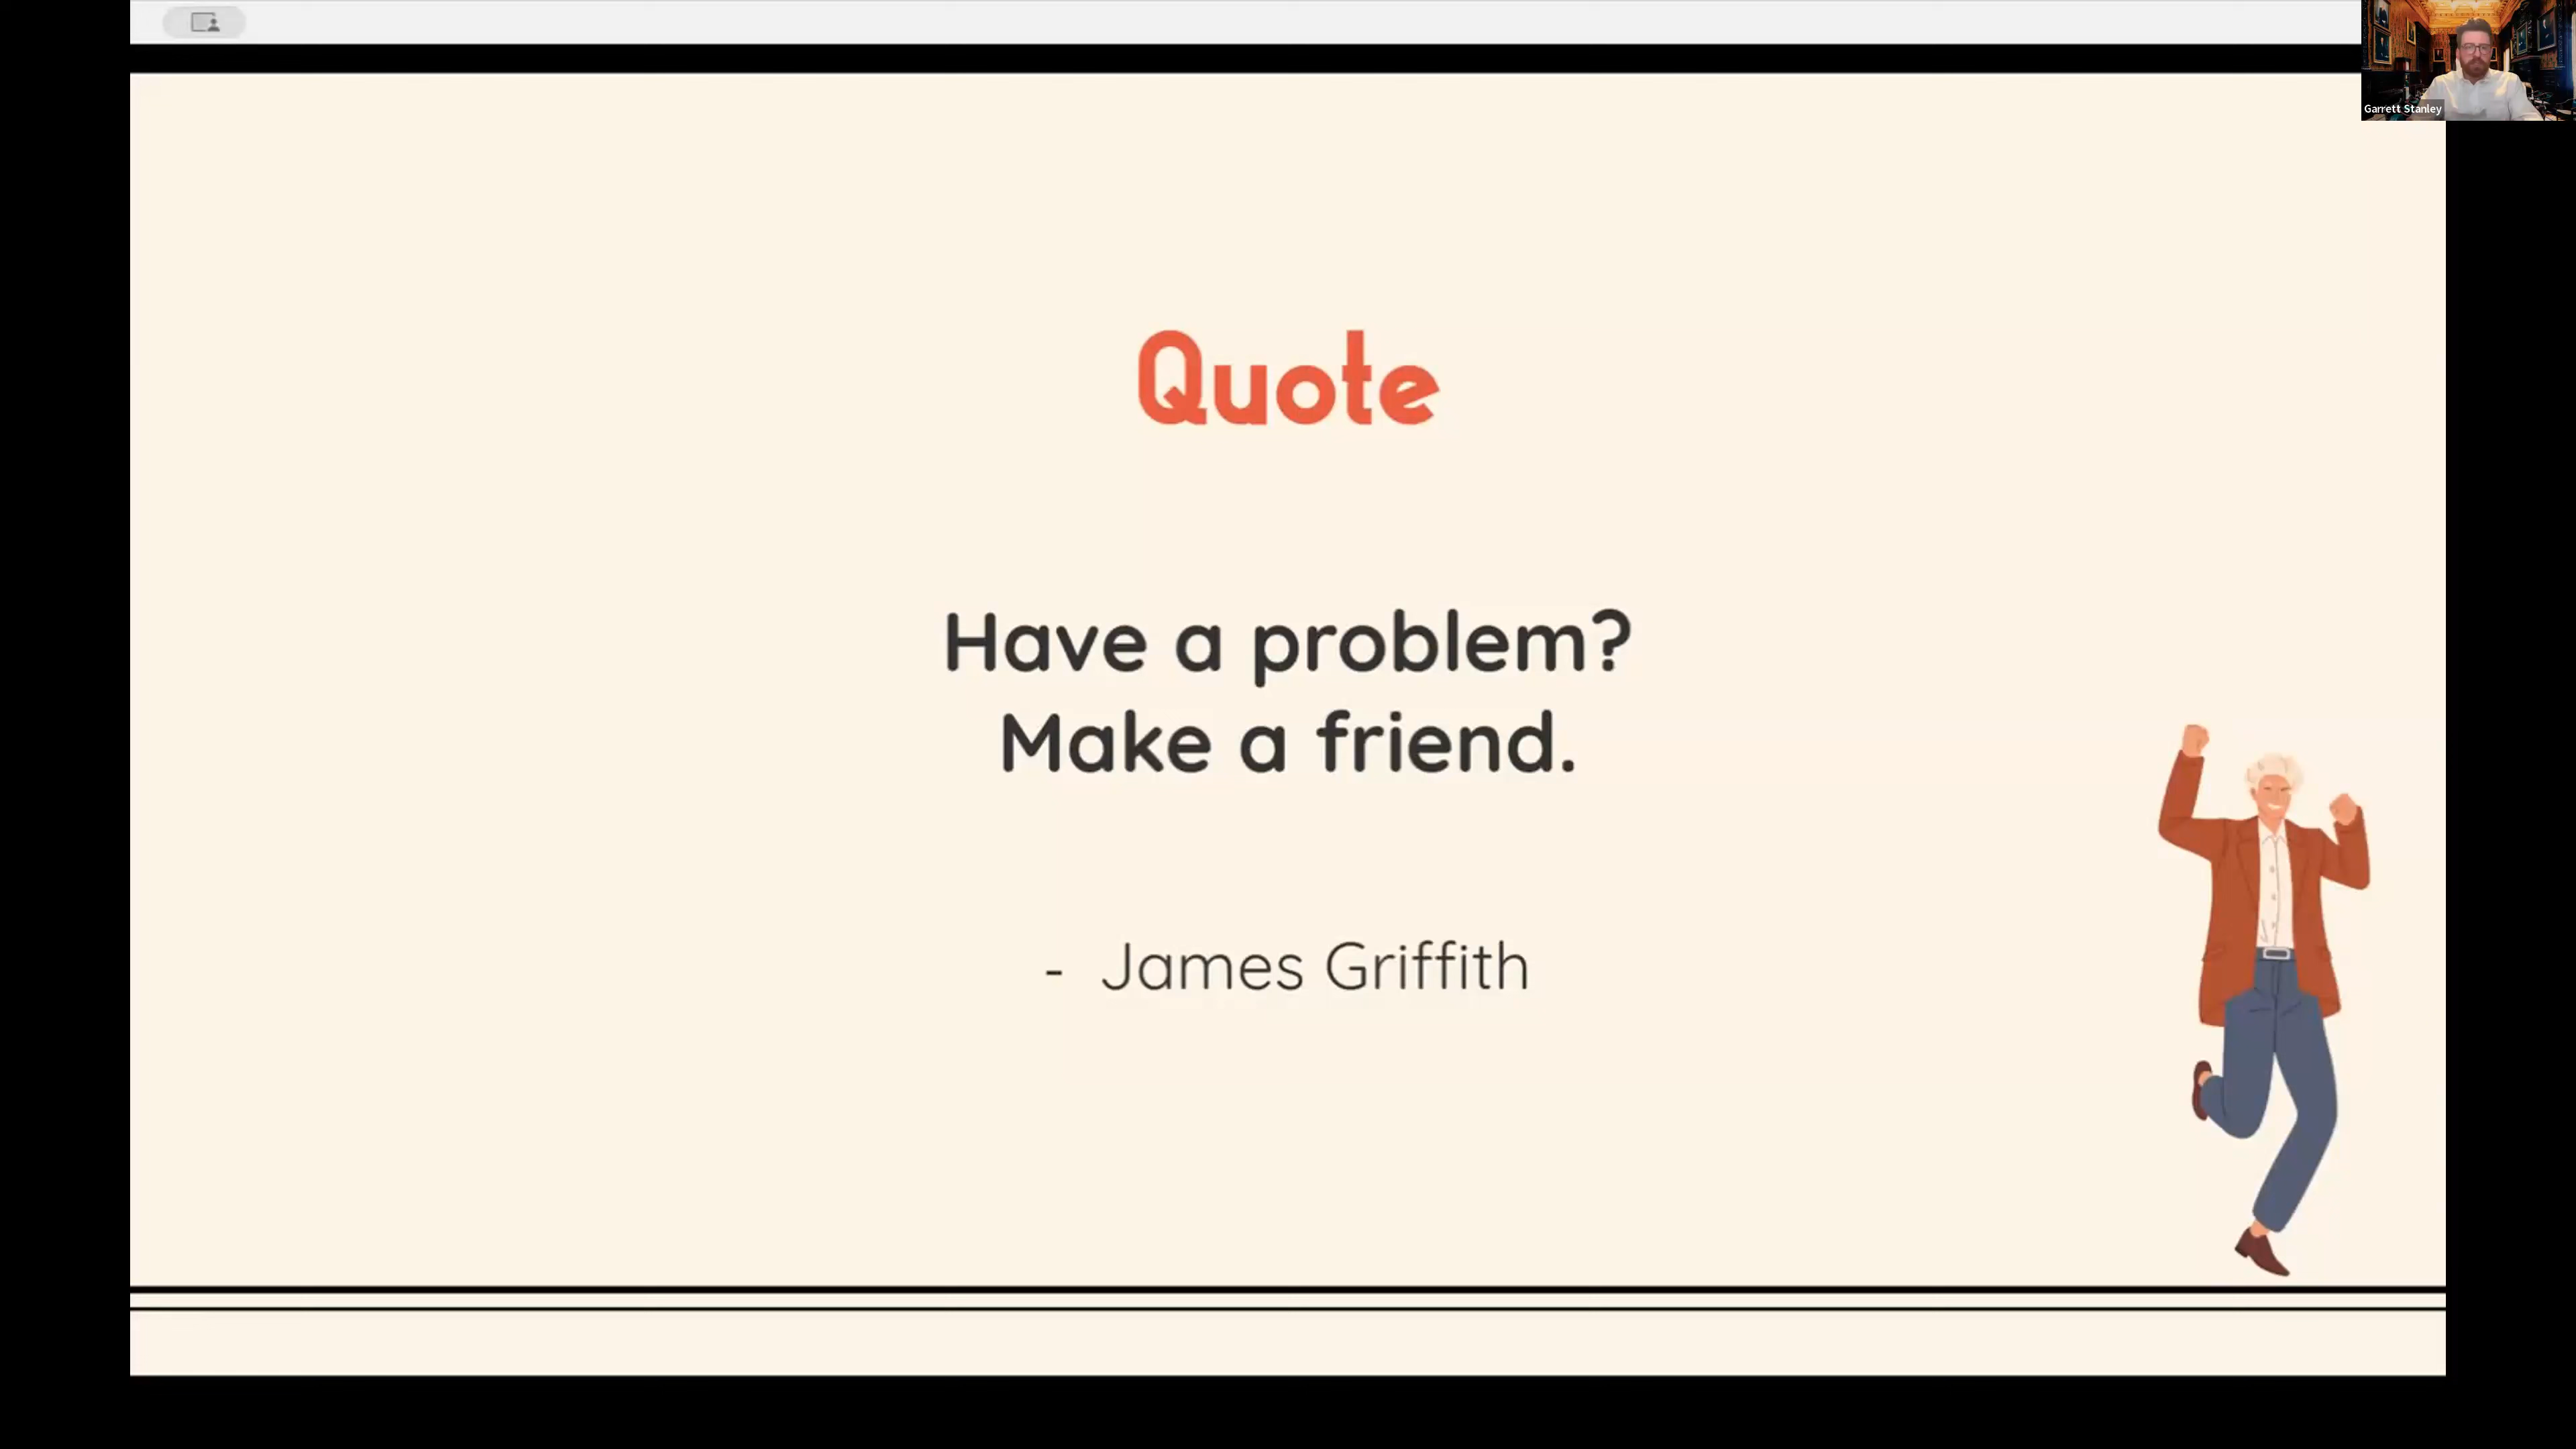 Garrett Stanley
Quote
Have a problem?
Make a friend.
- James Griffith